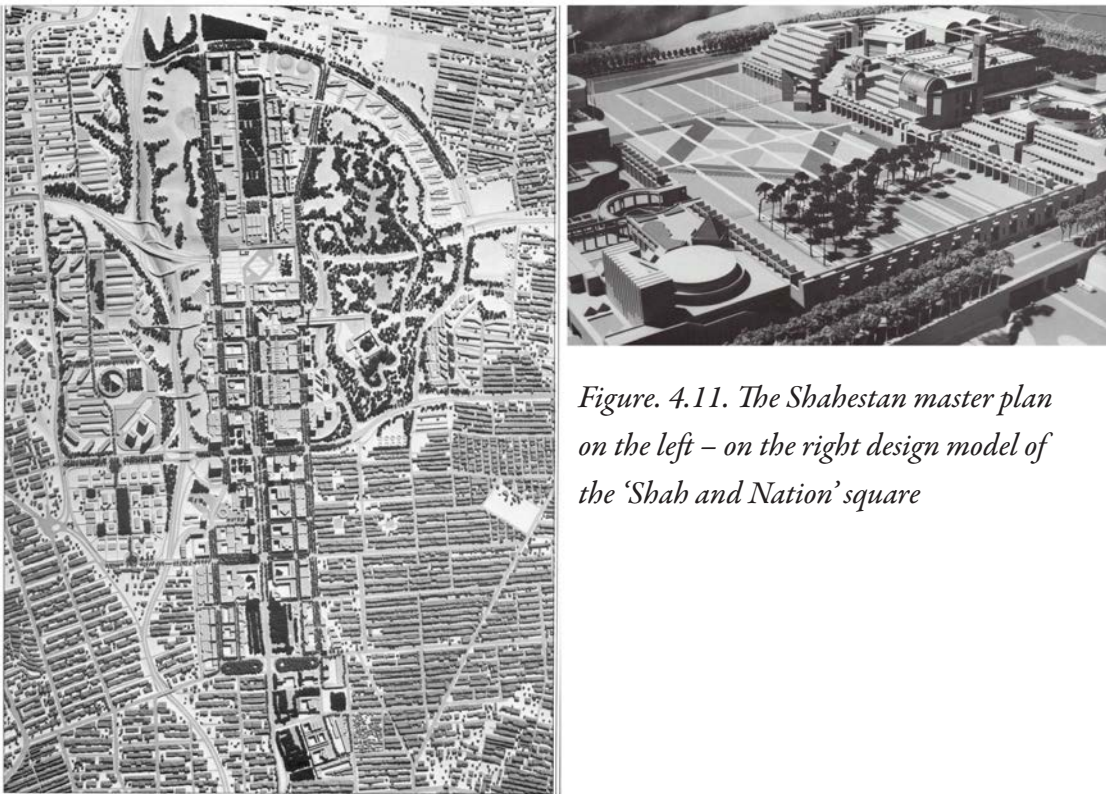 Figure. 4.11. The Shahestan master plan
on the left – on the right design model of
the ‘Shah and Nation’ square